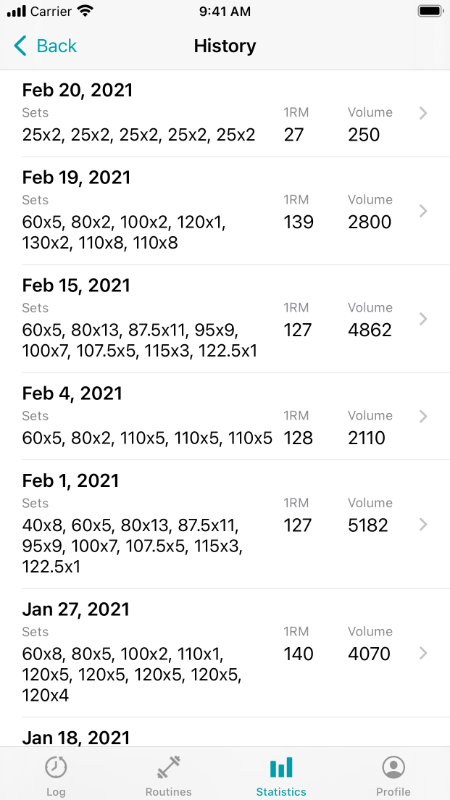 Carrier 9:41 AM
Back History
Feb 20, 2021
Sets 1RM Volume
25x2, 25x2, 25x2, 25x2, 25x2 27 250
Feb 19, 2021
Sets 1RM Volume
60x5, 80x2, 100x2, 120x1, 139 2800
130x2, 110x8, 110x8
Feb 15, 2021
Sets 1RM Volume
60x5, 80x13, 87.5x11, 95x9, 127 4862
100x7, 107.5x5, 115x3, 122.5x1
Feb 4, 2021
Sets 1RM Volume
60x5, 80x2, 110x5, 110x5, 110x5 128 2110
Feb 1, 2021
Sets 1RM Volume
40x8, 60x5, 80x13, 87.5x11, 127 5182
95x9, 100x7, 107.5x5, 115x3,
122.5x1
Jan 27, 2021
Sets 1RM Volume
60x8, 80x5, 100x2, 110x1, 140 4070
120x5, 120x5, 120x5, 120x5,
120x4
Jan 18, 2021
Log Routines Statistics Profile